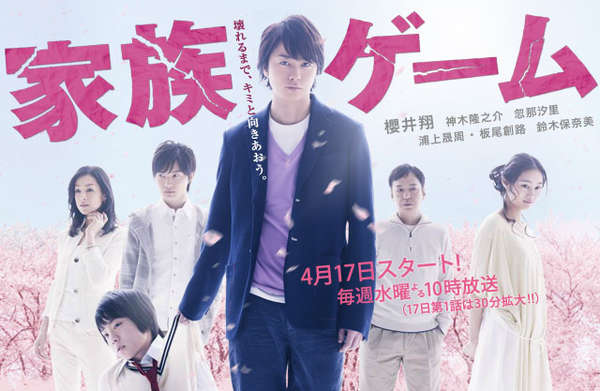 家族ゲーム
壊れるまで、
キミと向きあおう。
櫻井翔 神木隆之介 忽那汐里
浦上晟周・板尾創路 鈴木保奈美
4月17日スタート!
毎週水曜よる10時放送
(17日第1話は30分拡大!!)